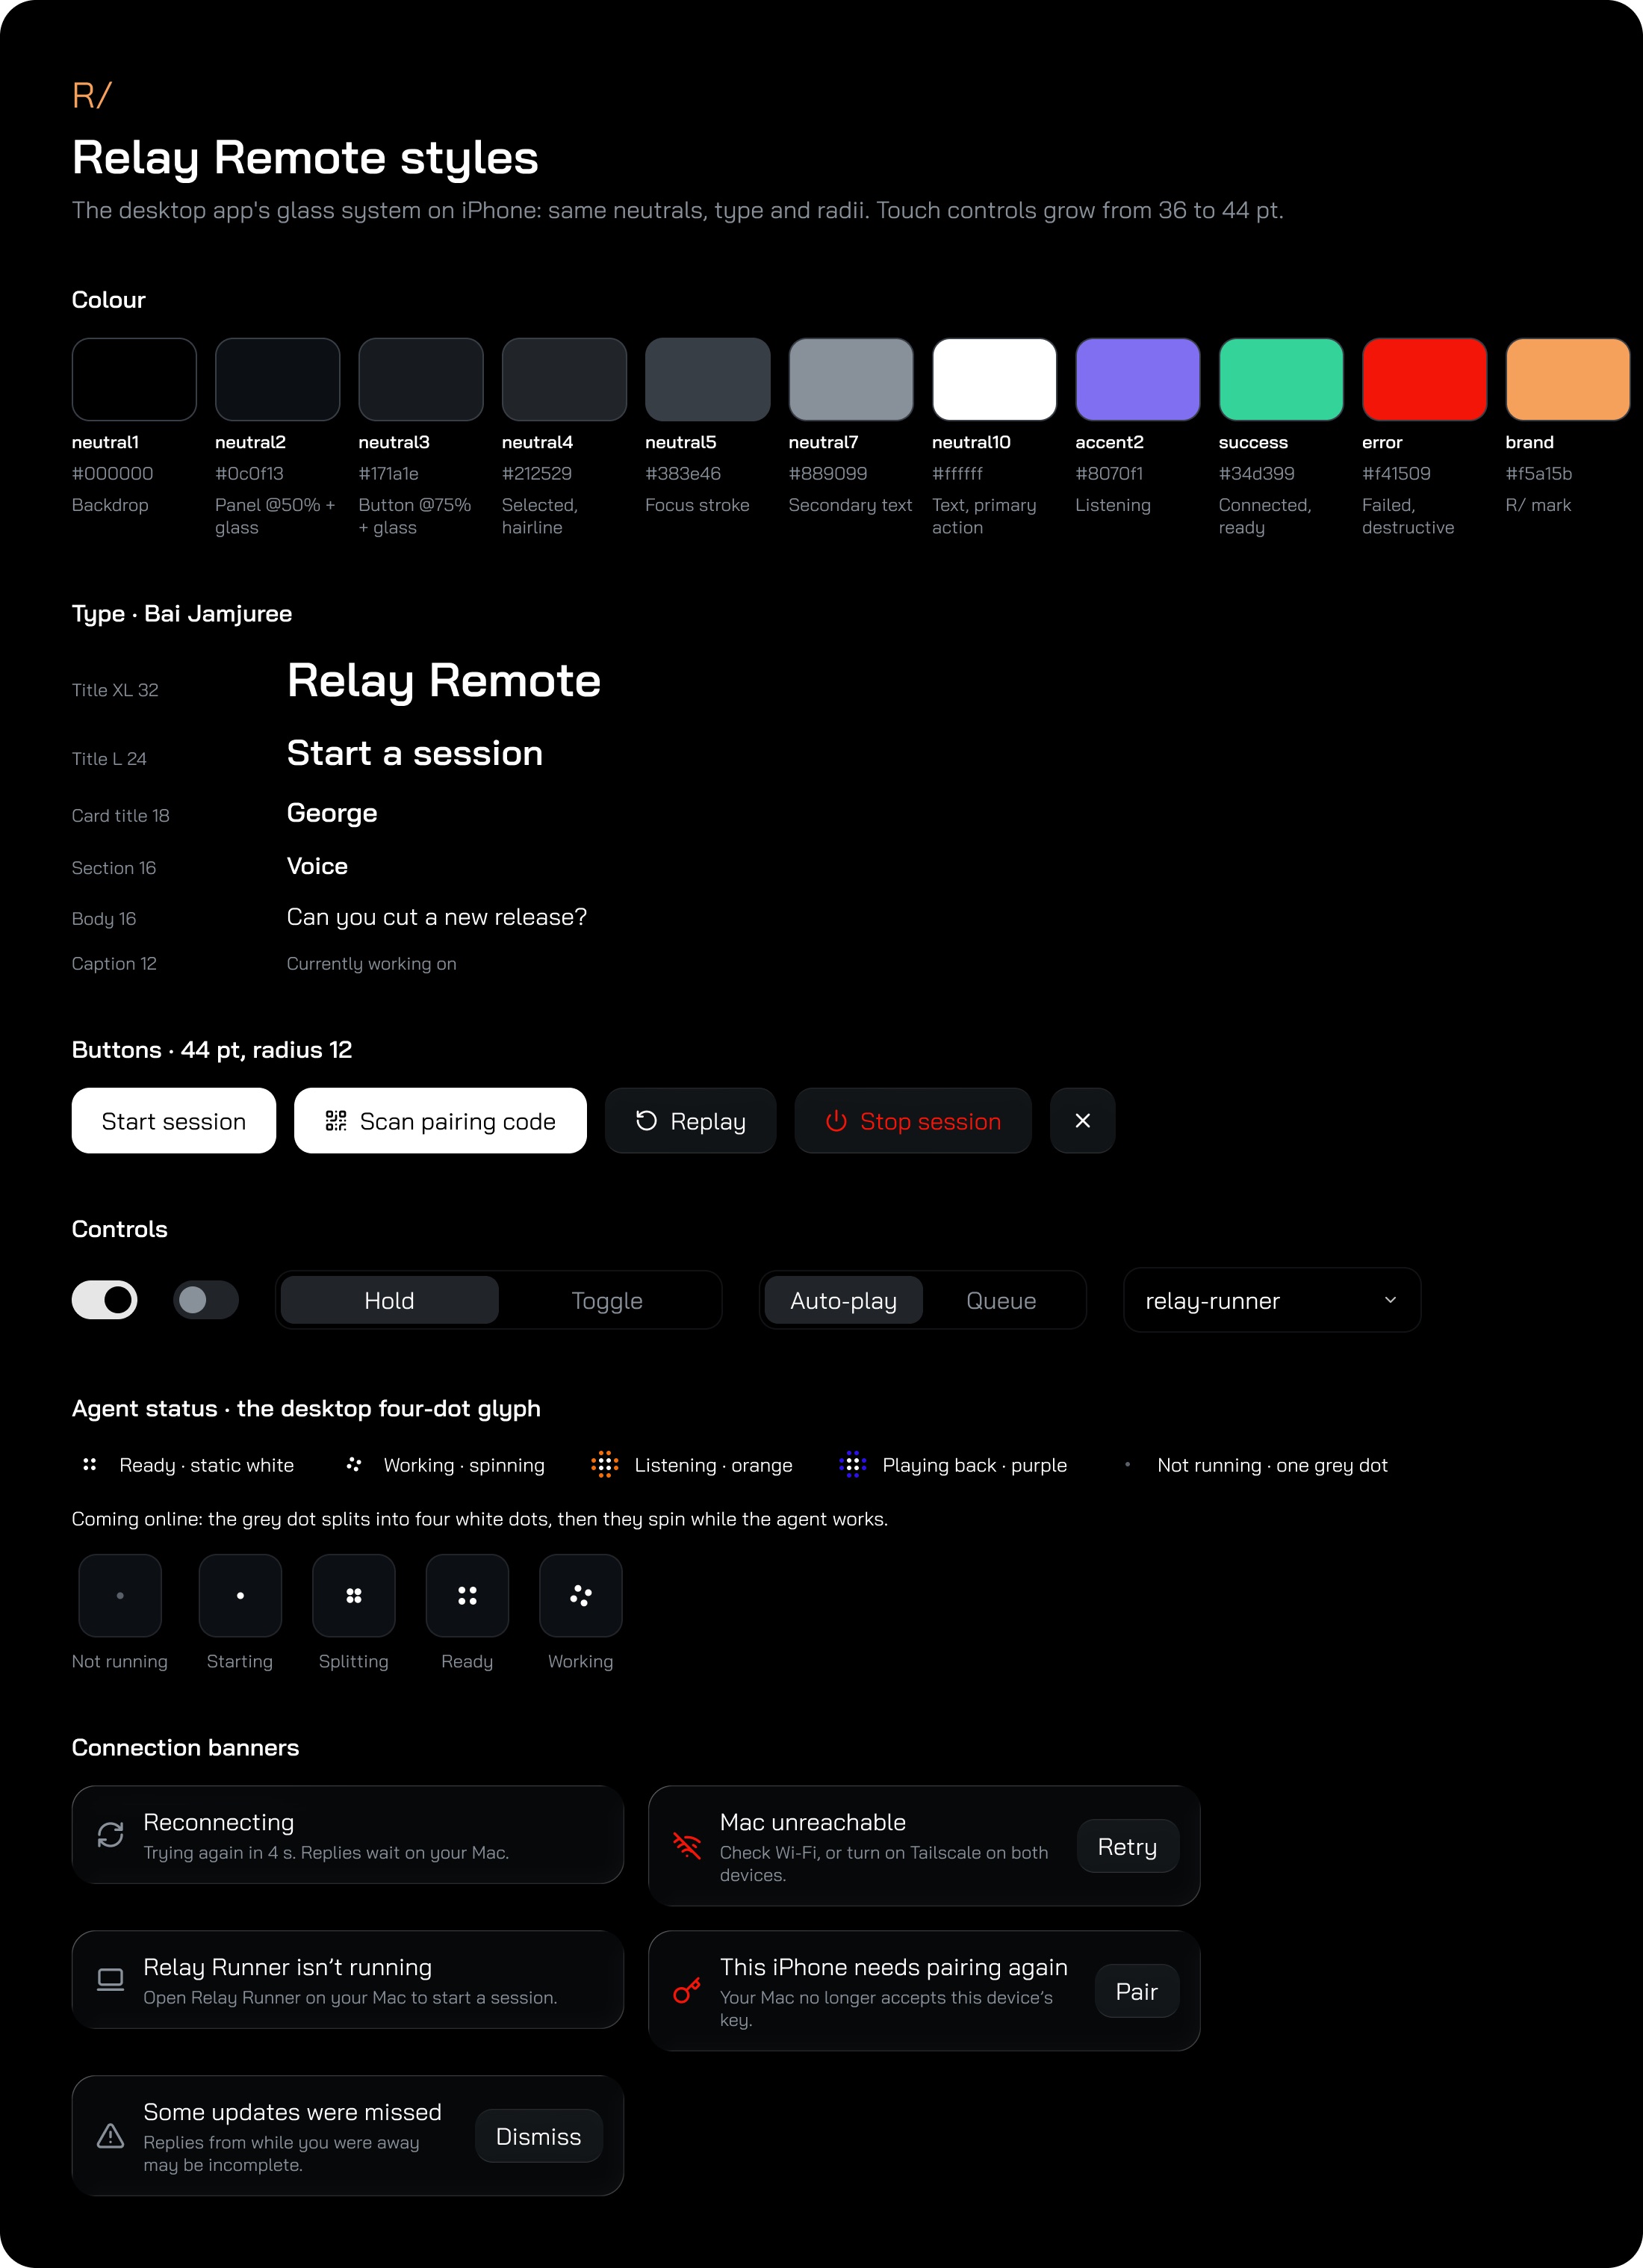 R/
Relay Remote styles
The desktop app's glass system on iPhone: same neutrals, type and radii. Touch controls grow from 36 to 44 pt.
Colour
neutral1
#000000
Backdrop
neutral2
#0c0f13
Panel @50% +
glass
neutral3
#171a1e
Button @75%
+ glass
neutral4
#212529
Selected,
hairline
neutral5
#383e46
Focus stroke
neutral7
#889099
Secondary text
neutral10
#ffffff
Text, primary
action
accent2
#8070f1
Listening
success
#34d399
Connected,
ready
error
#f41509
Failed,
destructive
brand
#f5a15b
R/ mark
Type · Bai Jamjuree
Title XL 32
Relay Remote
Title L 24
Start a session
Card title 18
George
Section 16
Voice
Body 16
Can you cut a new release?
Caption 12
Currently working on
Buttons · 44 pt, radius 12
Start session
Scan pairing code
Replay
Stop session
Controls
Hold
Toggle
Auto-play
Queue
relay-runner
Agent status · the desktop four-dot glyph
Ready · static white
Working · spinning
Listening · orange
Playing back · purple
Not running · one grey dot
Coming online: the grey dot splits into four white dots, then they spin while the agent works.
Not running
Starting
Splitting
Ready
Working
Connection banners
Reconnecting
Trying again in 4 s. Replies wait on your Mac.
Mac unreachable
Check Wi-Fi, or turn on Tailscale on both
devices.
Retry
Relay Runner isn’t running
Open Relay Runner on your Mac to start a session.
This iPhone needs pairing again
Your Mac no longer accepts this device’s
key.
Pair
Some updates were missed
Replies from while you were away
may be incomplete.
Dismiss